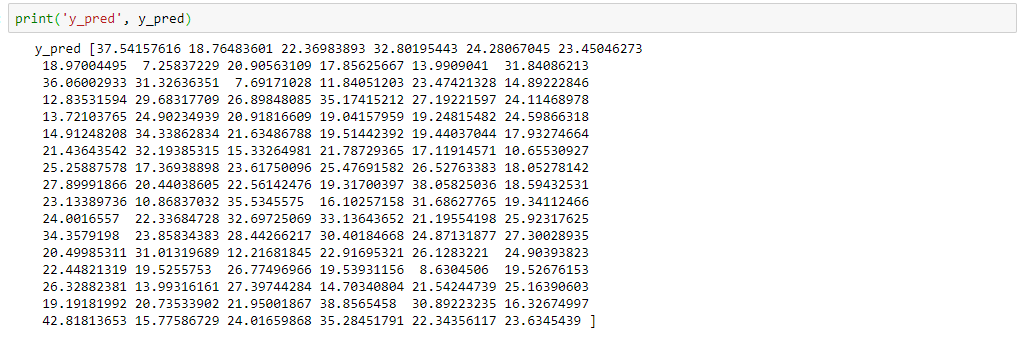 print('y_pred', y_pred)
y_pred [37.54157616 18.76483601 22.36983893 32.80195443 24.28067045 23.45046273
18.97004495  7.25837229 20.90563109 17.85625667 13.9909041  31.84086213
36.06002933 31.32636351  7.69171028 11.84051203 23.47421328 14.89222846
12.83531594 29.68317709 26.89848085 35.17415212 27.19221597 24.11468978
13.72103765 24.90234939 20.91816609 19.04157959 19.24815482 24.59866318
14.91248208 34.33862834 21.63486788 19.51442392 19.44037044 17.93274664
21.43643542 32.19385315 15.33264981 21.78729365 17.11914571 10.65530927
25.25887578 17.36938898 23.61750096 25.47691582 26.52763383 18.05278142
27.89991866 20.44038605 22.56142476 19.31700397 38.05825036 18.59432531
23.13389736 10.86837032 35.5345575  16.10257158 31.68627765 19.34112466
24.0016557  22.33684728 32.69725069 33.13643652 21.19554198 25.92317625
34.3579198  23.85834383 28.44266217 30.40184668 24.87131877 27.30028935
20.49985311 31.01319689 12.21681845 22.91695321 26.1283221  24.90393823
22.44821319 19.5255753  26.77496966 19.53931156  8.6304506  19.52676153
26.32882381 13.99316161 27.39744284 14.70340804 21.54244739 25.16390603
19.19181992 20.73533902 21.95001867 38.8565458  30.89223235 16.32674997
42.81813653 15.77586729 24.01659868 35.28451791 22.34356117 23.6345439 ]